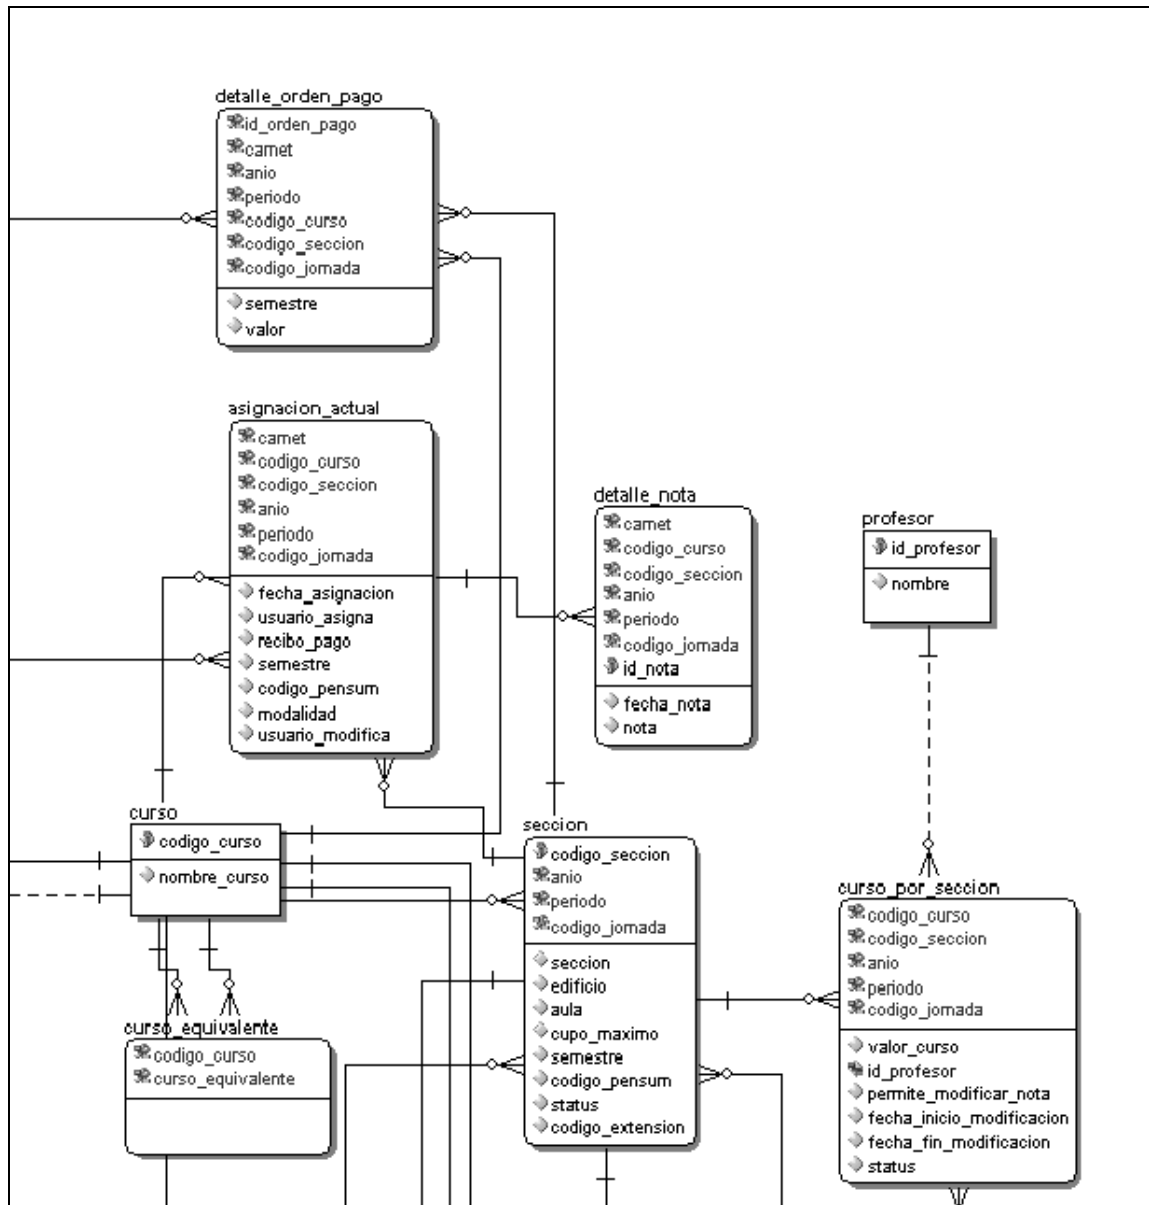 detalle_orden_pago
id_orden_pago
carnet
anio
periodo
codigo_curso
codigo_seccion
codigo_jornada
semestre
valor
asignacion_actual
carnet
codigo_curso
codigo_seccion
anio
periodo
codigo_jornada
fecha_asignacion
usuario_asigna
recibo_pago
semestre
codigo_pensum
modalidad
usuario_modifica
detalle_nota
carnet
codigo_curso
codigo_seccion
anio
periodo
codigo_jornada
id_nota
fecha_nota
nota
profesor
id_profesor
nombre
curso
codigo_curso
nombre_curso
seccion
codigo_seccion
anio
periodo
codigo_jornada
seccion
edificio
aula
cupo_maximo
semestre
codigo_pensum
status
codigo_extension
curso_por_seccion
codigo_curso
codigo_seccion
anio
periodo
codigo_jornada
valor_curso
id_profesor
permite_modificar_nota
fecha_inicio_modificacion
fecha_fin_modificacion
status
curso_equivalente
codigo_curso
curso_equivalente